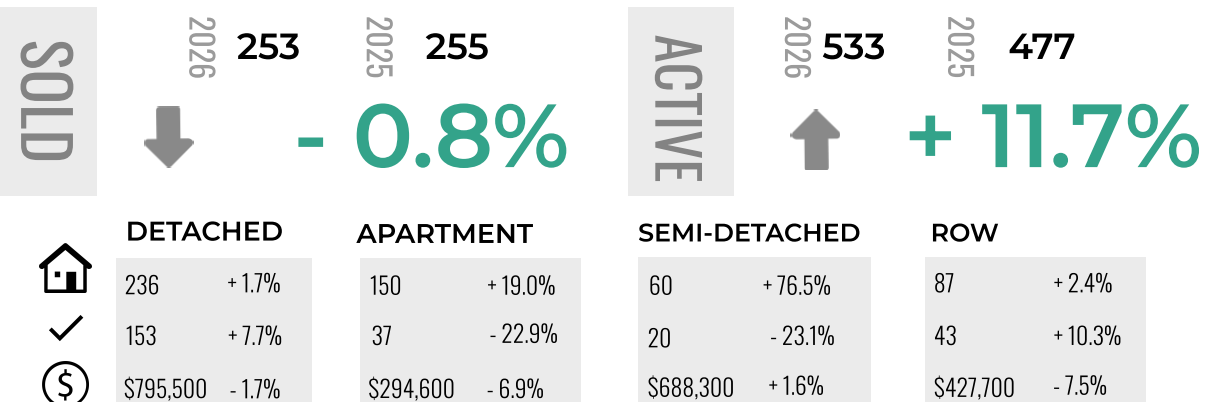 SOLD
2026 253 2025 255
- 0.8%
ACTIVE
2026 533 2025 477
+ 11.7%
DETACHED
236 + 1.7%
153 + 7.7%
$795,500 - 1.7%
APARTMENT
150 + 19.0%
37 - 22.9%
$294,600 - 6.9%
SEMI-DETACHED
60 + 76.5%
20 - 23.1%
$688,300 + 1.6%
ROW
87 + 2.4%
43 + 10.3%
$427,700 - 7.5%